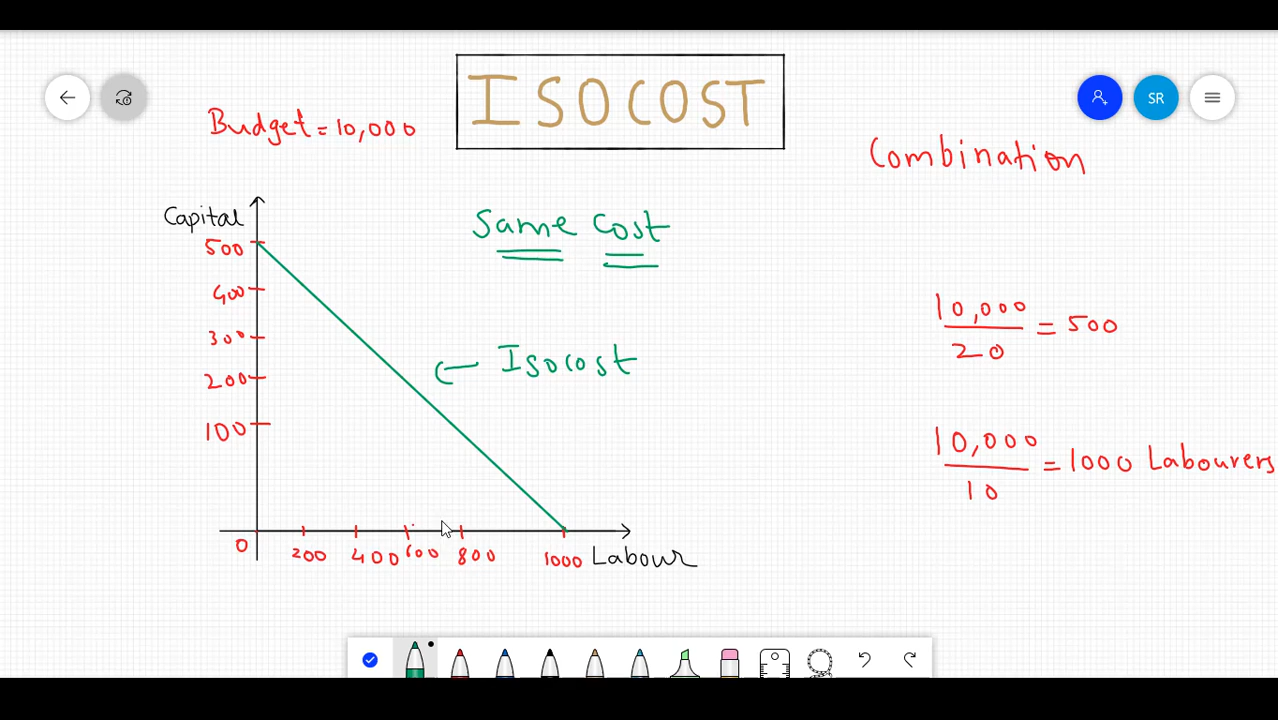 ISOCOST
SR
Budget = 10,000
Combination
Capital
Same Cost
500
400
300
200
100
Isocost
10,000
20
= 500
10,000
10
= 1000 Labourers
0
200
400
600
800
1000
Labour